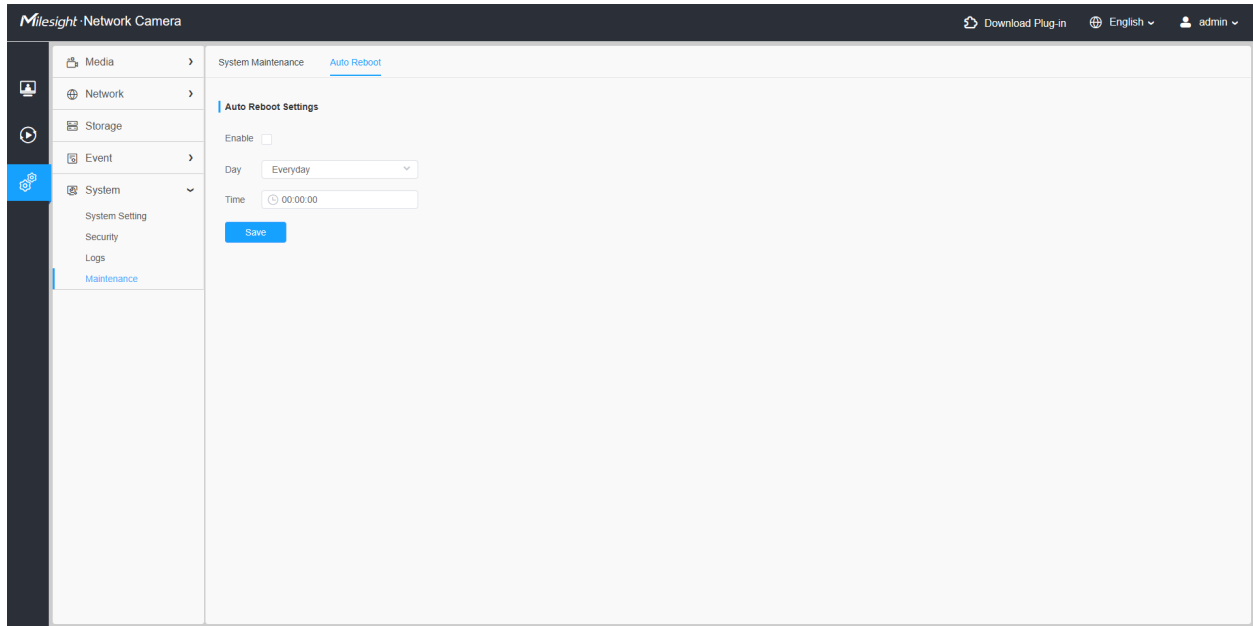 Milesight · Network Camera
Download Plug-in
English
admin
Media
Network
Storage
Event
System
System Setting
Security
Logs
Maintenance
System Maintenance
Auto Reboot
Auto Reboot Settings
Enable
Day Everyday
Time 00:00:00
Save